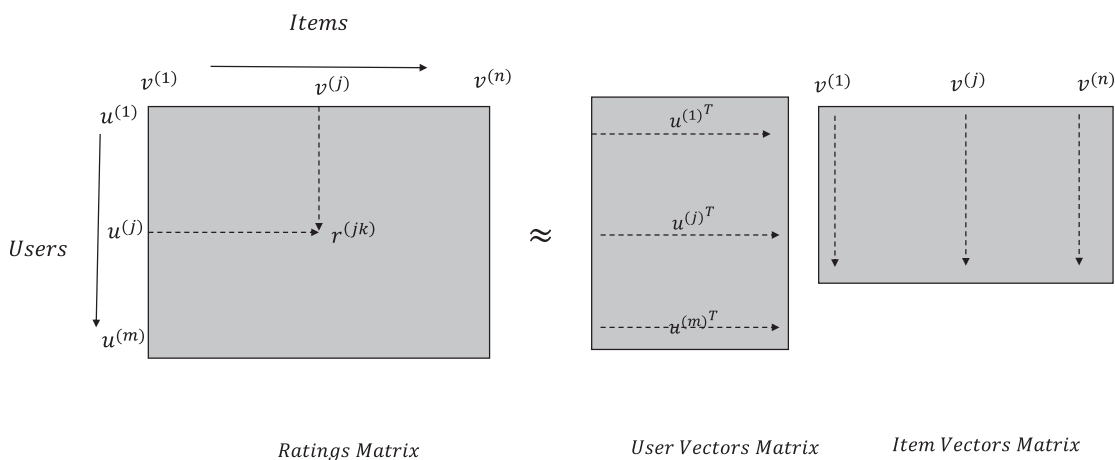 Items
v⁽¹⁾ v⁽ʲ⁾ v⁽ⁿ⁾
u⁽¹⁾
Users u⁽ʲ⁾ r⁽ʲᵏ⁾
u⁽ᵐ⁾
Ratings Matrix
≈
u⁽¹⁾ᵀ
u⁽ʲ⁾ᵀ
u⁽ᵐ⁾ᵀ
User Vectors Matrix
v⁽¹⁾ v⁽ʲ⁾ v⁽ⁿ⁾
Item Vectors Matrix